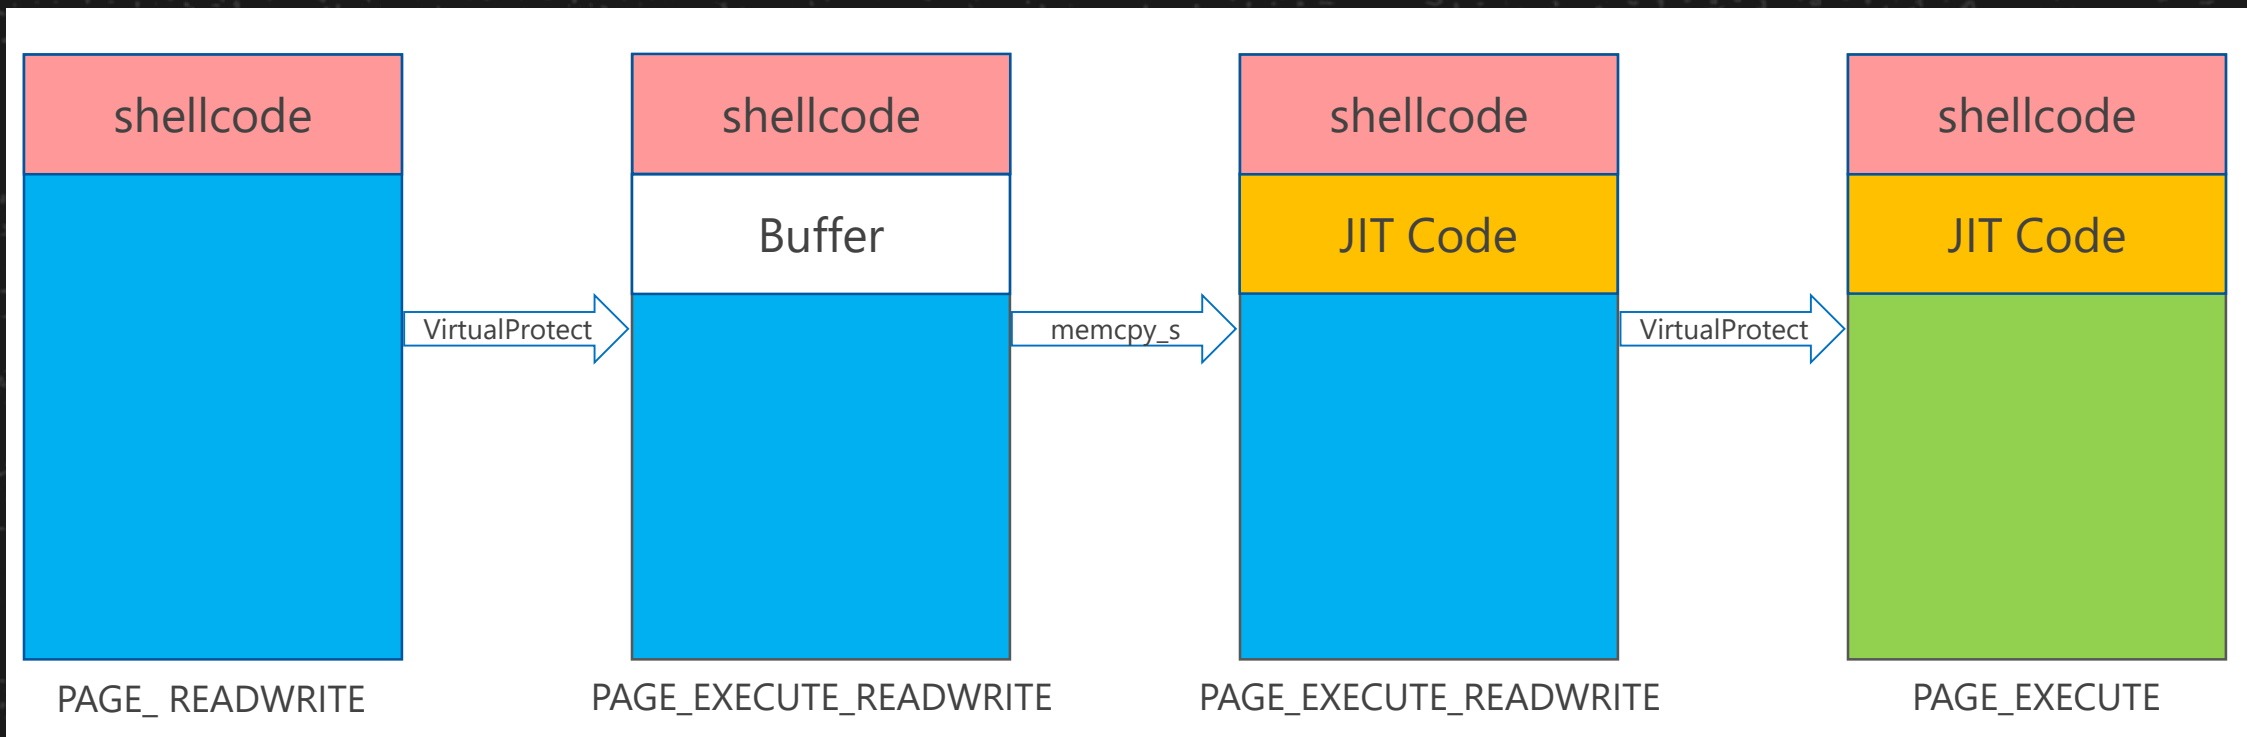 shellcode
shellcode
shellcode
shellcode
Buffer
JIT Code
JIT Code
VirtualProtect
memcpy_s
VirtualProtect
PAGE_ READWRITE
PAGE_EXECUTE_READWRITE
PAGE_EXECUTE_READWRITE
PAGE_EXECUTE